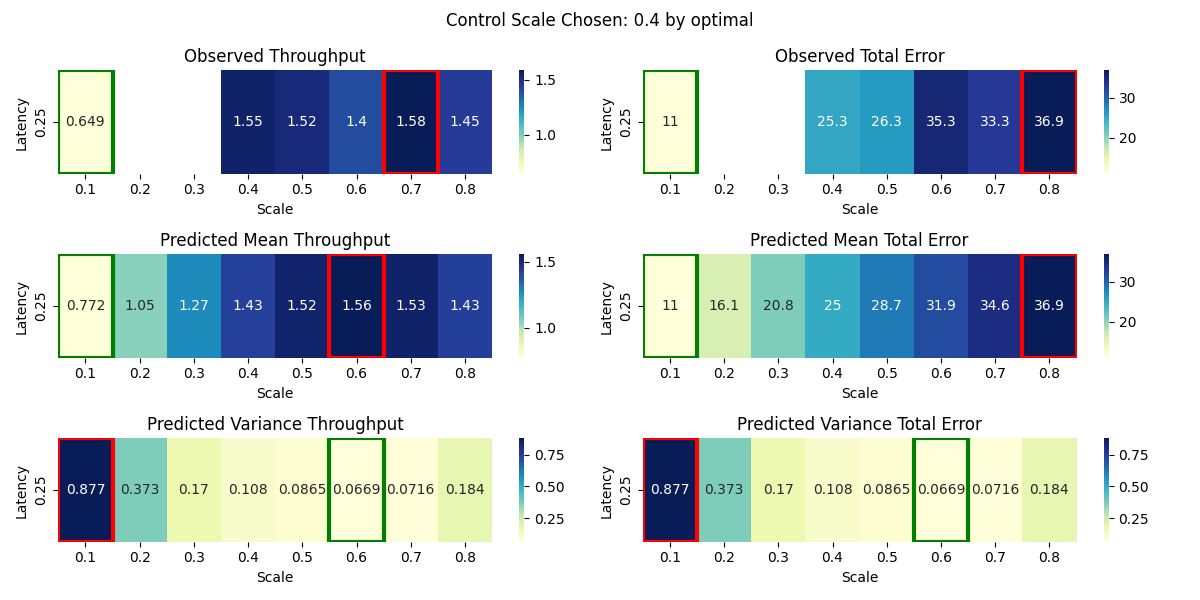 Control Scale Chosen: 0.4 by optimal
Observed Throughput
Latency
0.25
0.649 1.55 1.52 1.4 1.58 1.45
0.1 0.2 0.3 0.4 0.5 0.6 0.7 0.8
Scale
1.5
1.0
Observed Total Error
Latency
0.25
11 25.3 26.3 35.3 33.3 36.9
0.1 0.2 0.3 0.4 0.5 0.6 0.7 0.8
Scale
30
20
Predicted Mean Throughput
Latency
0.25
0.772 1.05 1.27 1.43 1.52 1.56 1.53 1.43
0.1 0.2 0.3 0.4 0.5 0.6 0.7 0.8
Scale
1.5
1.0
Predicted Mean Total Error
Latency
0.25
11 16.1 20.8 25 28.7 31.9 34.6 36.9
0.1 0.2 0.3 0.4 0.5 0.6 0.7 0.8
Scale
30
20
Predicted Variance Throughput
Latency
0.25
0.877 0.373 0.17 0.108 0.0865 0.0669 0.0716 0.184
0.1 0.2 0.3 0.4 0.5 0.6 0.7 0.8
Scale
0.75
0.50
0.25
Predicted Variance Total Error
Latency
0.25
0.877 0.373 0.17 0.108 0.0865 0.0669 0.0716 0.184
0.1 0.2 0.3 0.4 0.5 0.6 0.7 0.8
Scale
0.75
0.50
0.25